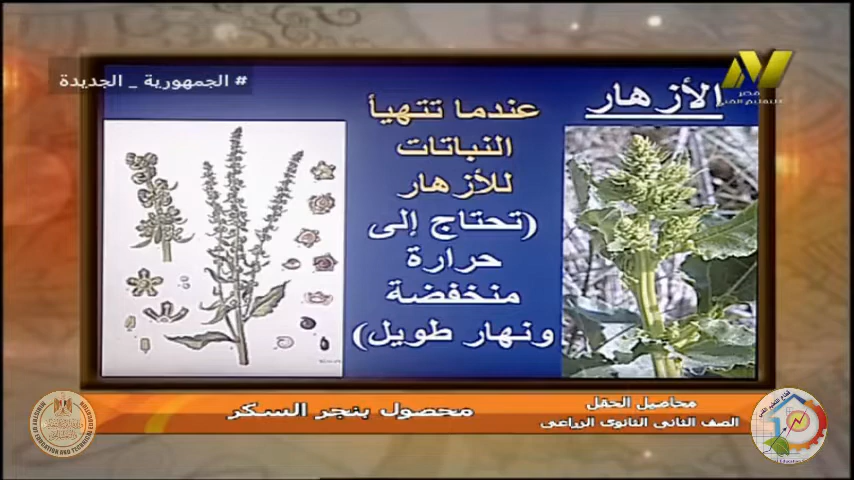 # الجمهورية _ الجديدة
الأزهار
مصر
عندما تتهيأ
النباتات
للأزهار
(تحتاج إلى
حرارة
منخفضة
ونهار طويل)
محاصيل الحقل
الصف الثانى الثانوى الزراعى
محصول بنجر السكر